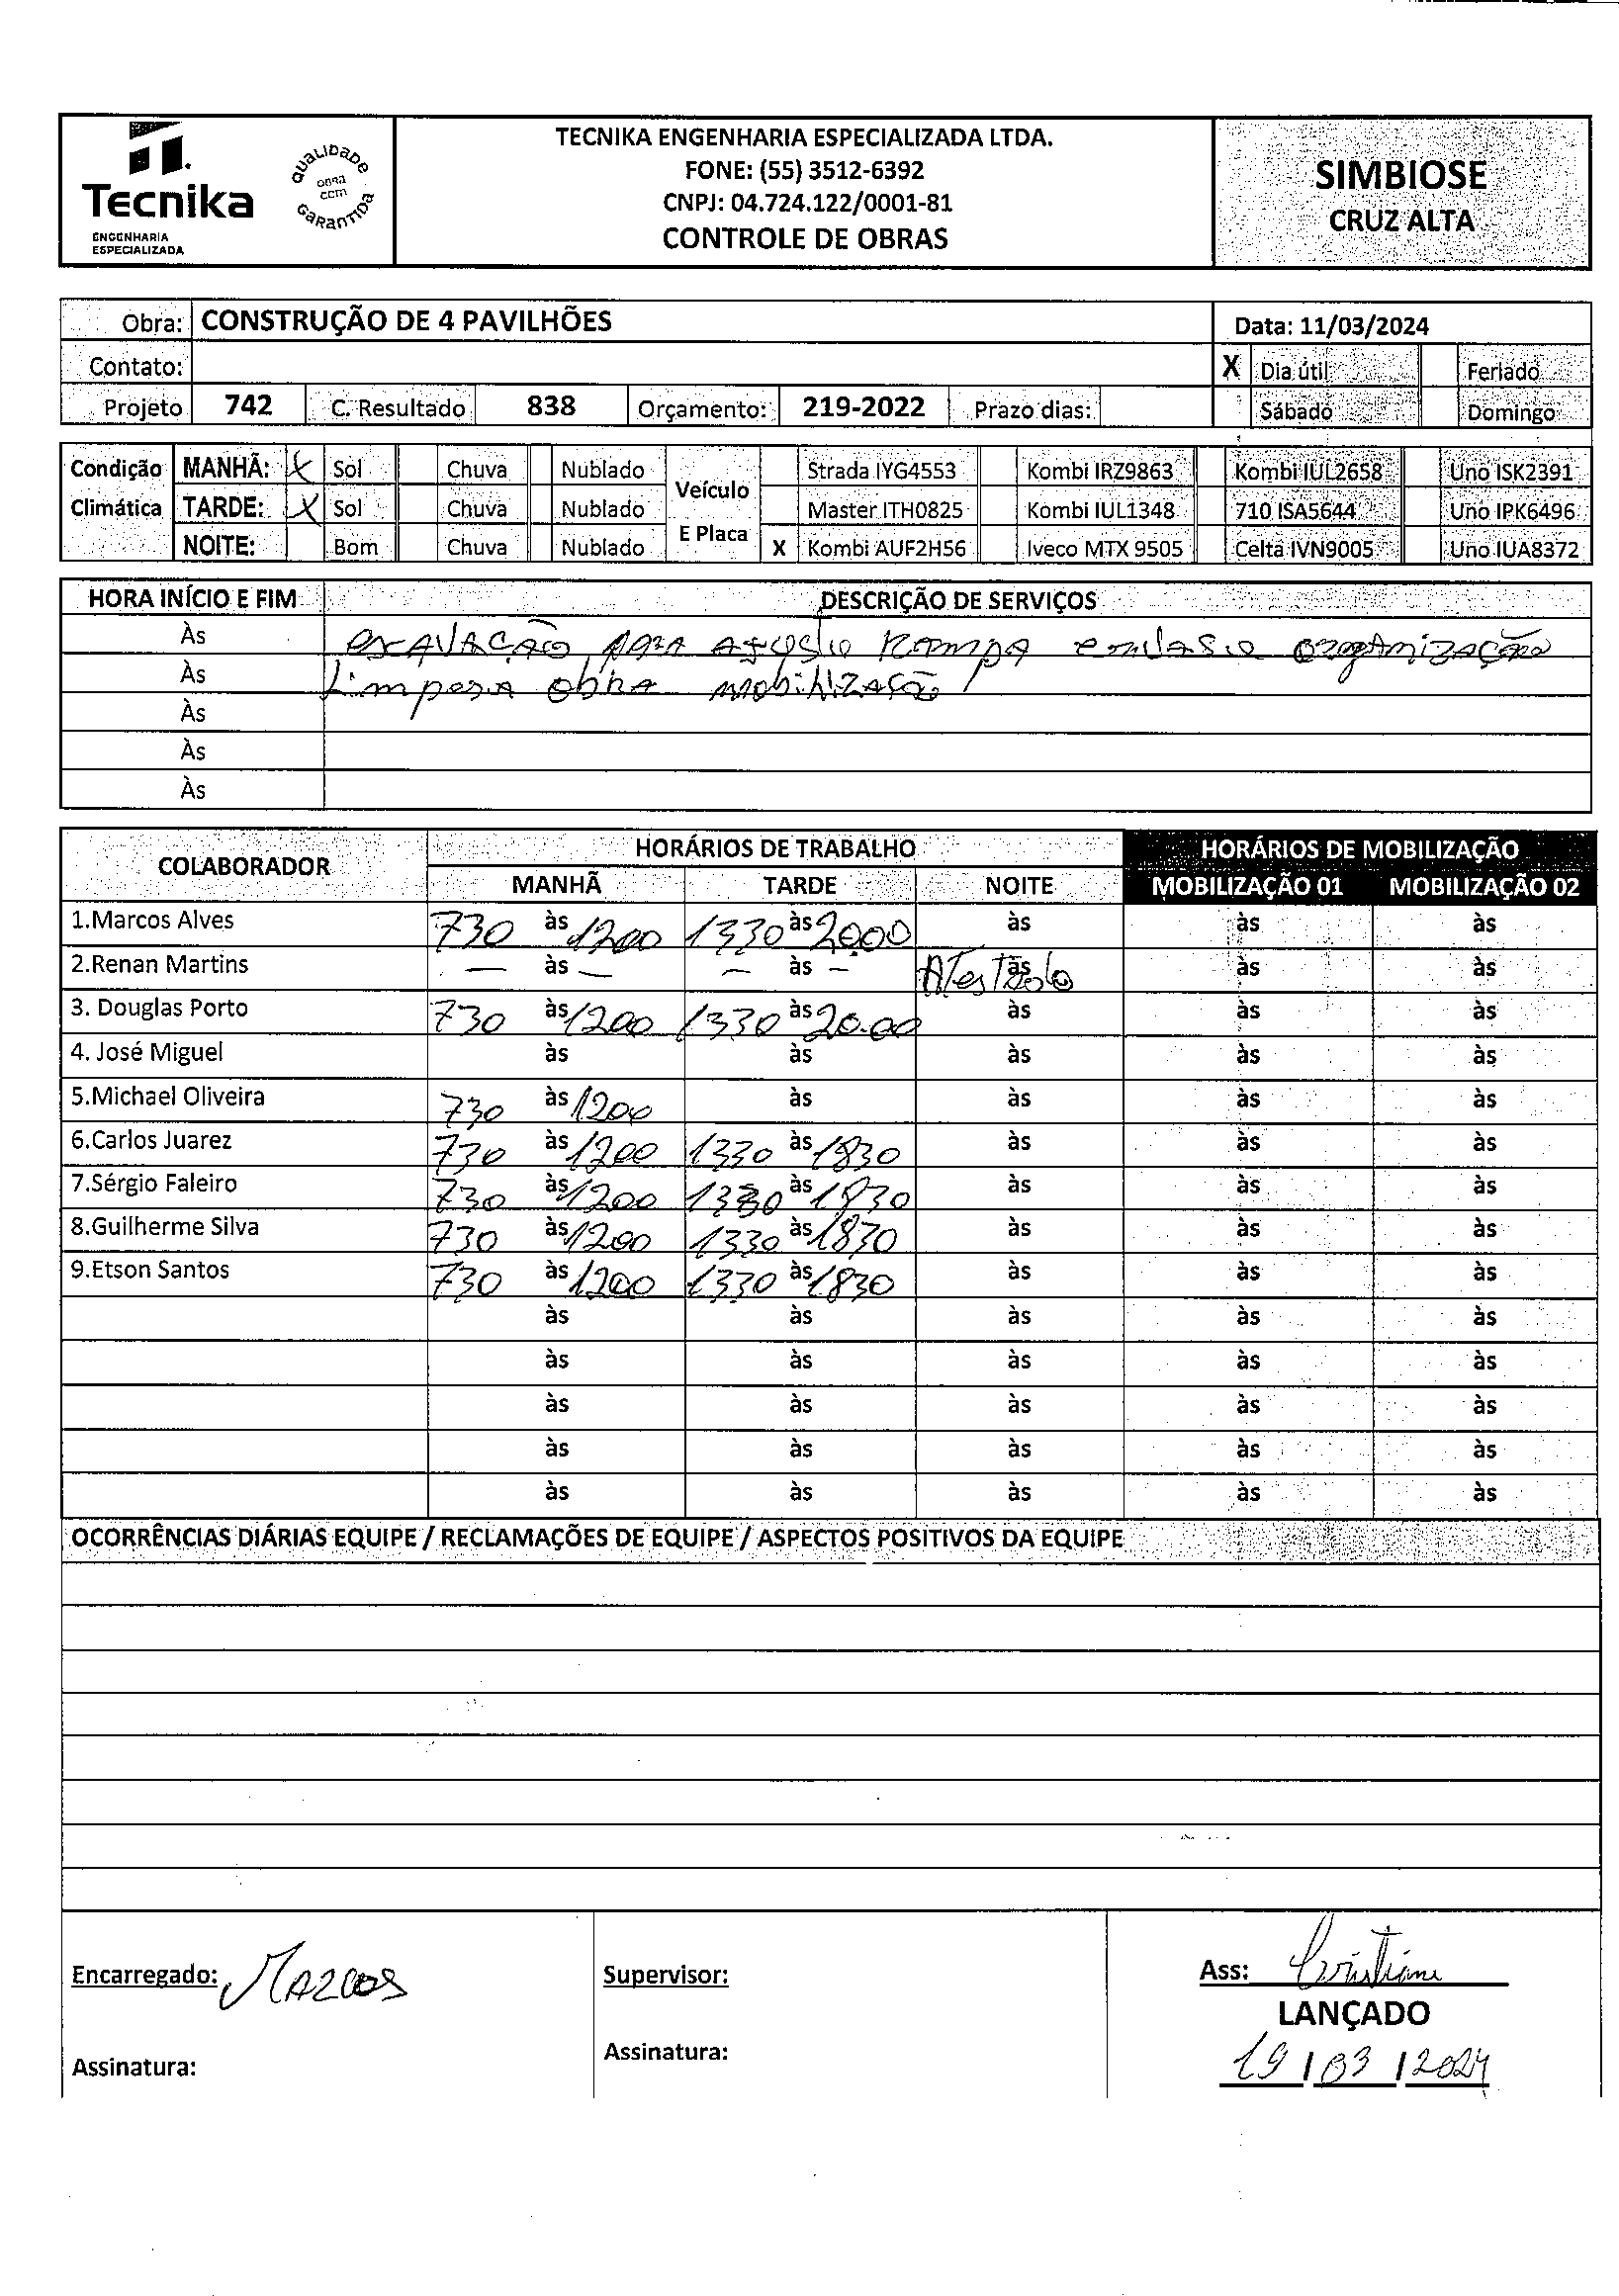 Tecnika
ENGENHARIA
ESPECIALIZADA
QUALIDADE
OBRA
COM
GARANTIDA
TECNIKA ENGENHARIA ESPECIALIZADA LTDA.
FONE: (55) 3512-6392
CNPJ: 04.724.122/0001-81
CONTROLE DE OBRAS
SIMBIOSE
CRUZ ALTA
Obra: CONSTRUÇÃO DE 4 PAVILHÕES Data: 11/03/2024
Contato: X Dia útil Feriado
Projeto 742 C. Resultado 838 Orçamento: 219-2022 Prazo dias: Sábado Domingo
Condição MANHÃ: X Sol Chuva Nublado Veículo Strada IYG4553 Kombi IRZ9863 Kombi IUL2658 Uno ISK2391
Climática TARDE: X Sol Chuva Nublado Master ITH0825 Kombi IUL1348 710 ISA5644 Uno IPK6496
NOITE: Bom Chuva Nublado E Placa X Kombi AUF2H56 Iveco MTX 9505 Celta IVN9005 Uno IUA8372
HORA INÍCIO E FIM DESCRIÇÃO DE SERVIÇOS
Às escavação para Rampa organização
Às Limpesa obra mobilização
Às
Às
Às
COLABORADOR HORÁRIOS DE TRABALHO HORÁRIOS DE MOBILIZAÇÃO
MANHÃ TARDE NOITE MOBILIZAÇÃO 01 MOBILIZAÇÃO 02
1.Marcos Alves 730 às 1200 1330 às 2000 às às às
2.Renan Martins — às — — às — Atestado às às às
3. Douglas Porto 730 às 1200 1330 às 20.00 às às às
4. José Miguel às às às às às
5.Michael Oliveira 730 às 1200 às às às às
6.Carlos Juarez 730 às 1200 1330 às 1830 às às às
7.Sérgio Faleiro 730 às 1200 1330 às 1830 às às às
8.Guilherme Silva 730 às 1200 1330 às 1830 às às às
9.Etson Santos 730 às 1200 1330 às 1830 às às às
às às às às às
às às às às às
às às às às às
às às às às às
às às às às às
OCORRÊNCIAS DIÁRIAS EQUIPE / RECLAMAÇÕES DE EQUIPE / ASPECTOS POSITIVOS DA EQUIPE
Encarregado: Marcos Supervisor: Ass: Cristiane
LANÇADO
Assinatura: Assinatura: 19/03/2024